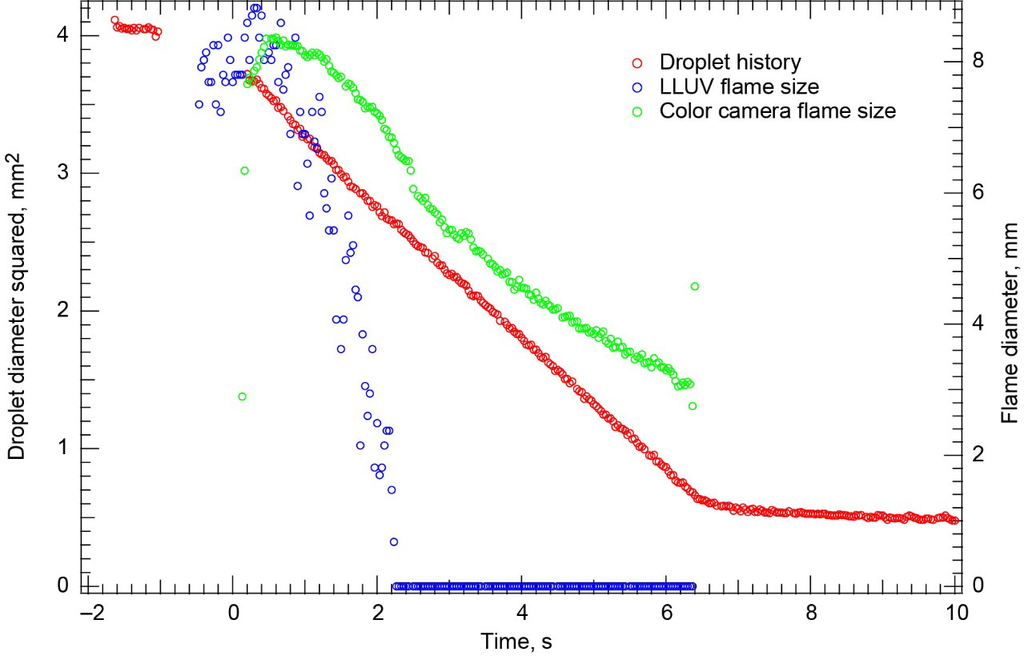 4
3
2
1
0
Droplet diameter squared, mm2
Droplet history
LLUV flame size
Color camera flame size
8
6
4
2
0
Flame diameter, mm
−2 0 2 4 6 8 10
Time, s